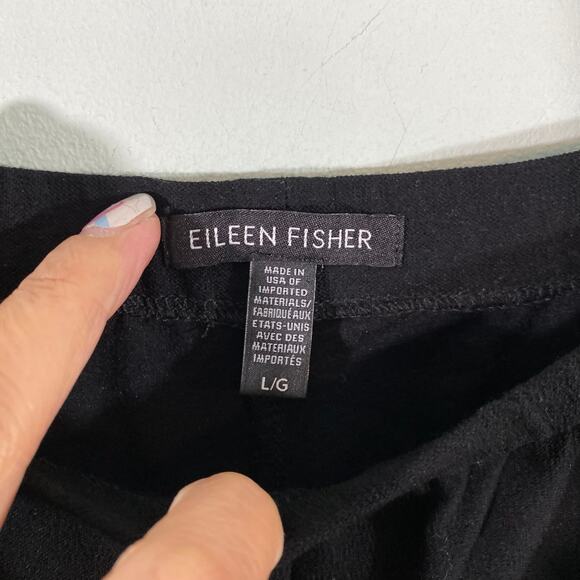 EILEEN FISHER
MADE IN
USA OF
IMPORTED
MATERIALS/
FABRIQUÉ AUX
ETATS-UNIS
AVEC DES
MATERIAUX
IMPORTÉS
L/G